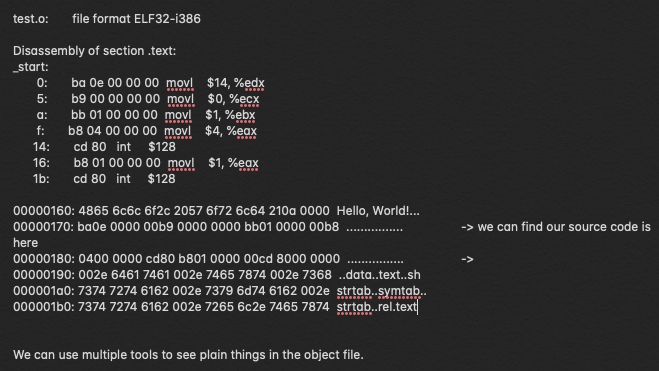 test.o: file format ELF32-i386
Disassembly of section .text:
_start:
0: ba 0e 00 00 00 movl $14, %edx
5: b9 00 00 00 00 movl $0, %ecx
a: bb 01 00 00 00 movl $1, %ebx
f: b8 04 00 00 00 movl $4, %eax
14: cd 80 int $128
16: b8 01 00 00 00 movl $1, %eax
1b: cd 80 int $128
00000160: 4865 6c6c 6f2c 2057 6f72 6c64 210a 0000 Hello, World!...
00000170: ba0e 0000 00b9 0000 0000 bb01 0000 00b8 ................ -> we can find our source code is
here
00000180: 0400 0000 cd80 b801 0000 00cd 8000 0000 ................ ->
00000190: 002e 6461 7461 002e 7465 7874 002e 7368 ..data..text..sh
000001a0: 7374 7274 6162 002e 7379 6d74 6162 002e strtab..symtab..
000001b0: 7374 7274 6162 002e 7265 6c2e 7465 7874 strtab..rel.text
We can use multiple tools to see plain things in the object file.